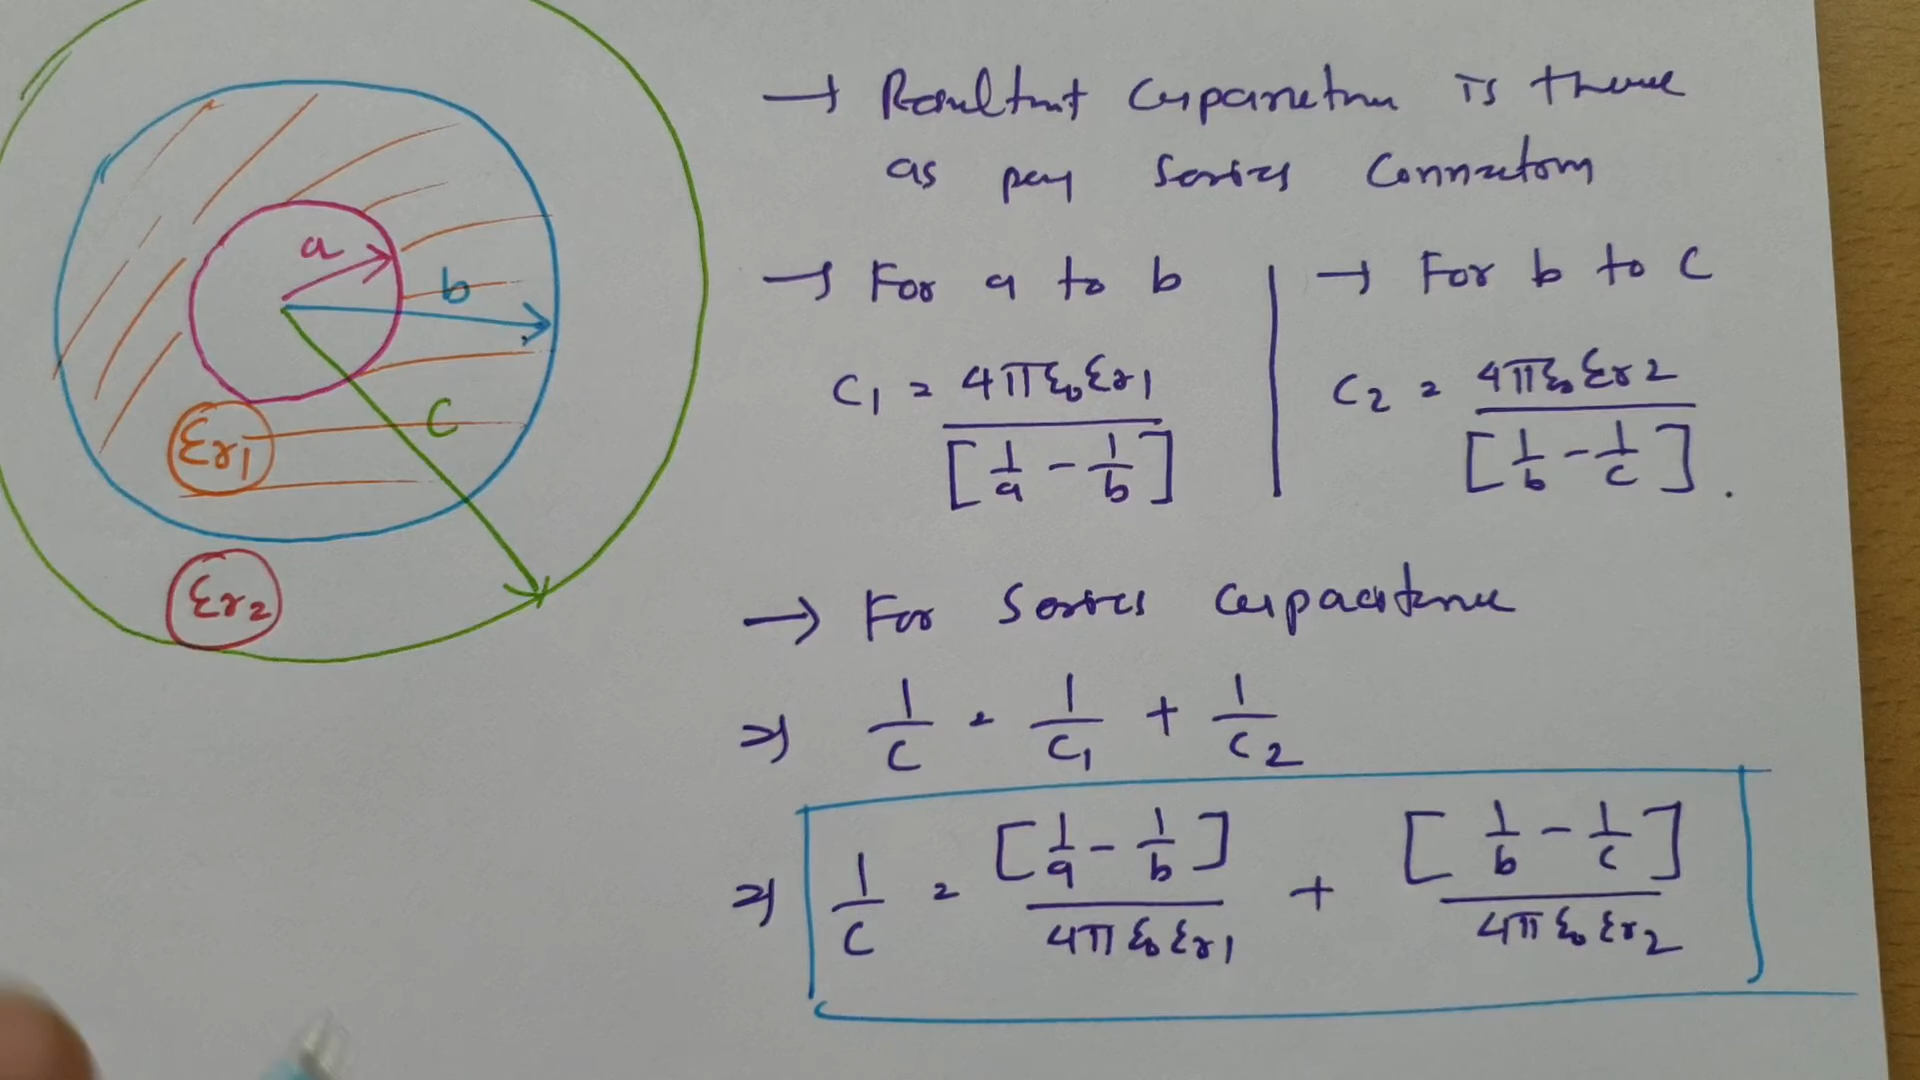 a
b
c
εr1
εr2
→ Resultant Capacitance is there
as per Series Connection
→ For a to b
C1 = 4πε0εr1 / [1/a - 1/b]
→ For b to c
C2 = 4πε0εr2 / [1/b - 1/c].
→ For Series Capacitance
⇒ 1/C = 1/C1 + 1/C2
⇒ 1/C = [1/a - 1/b] / 4πε0εr1 + [1/b - 1/c] / 4πε0εr2